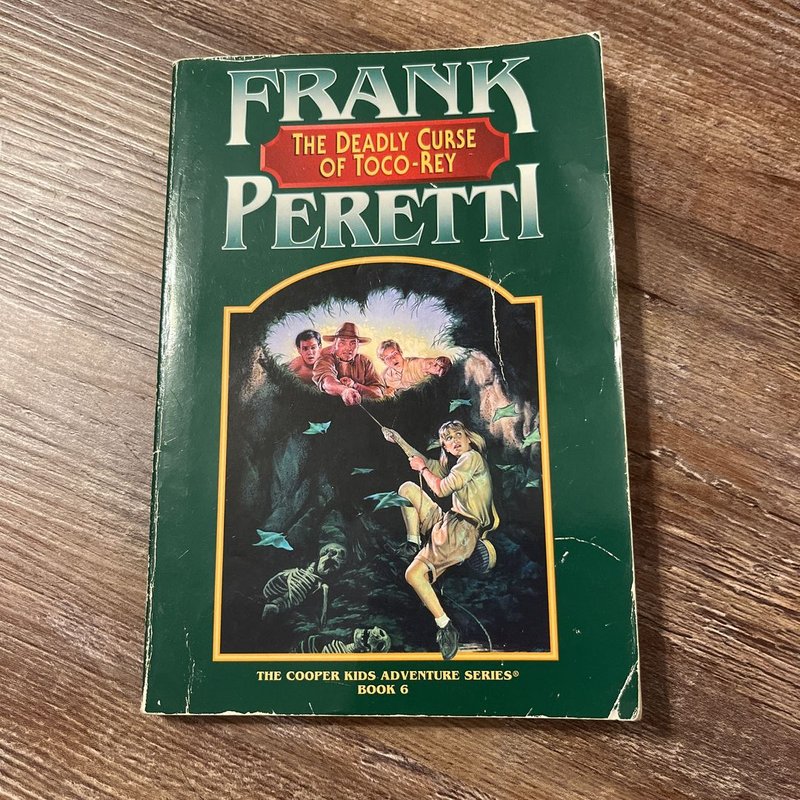 FRANK
THE DEADLY CURSE
OF TOCO-REY
PERETTI
THE COOPER KIDS ADVENTURE SERIES®
BOOK 6